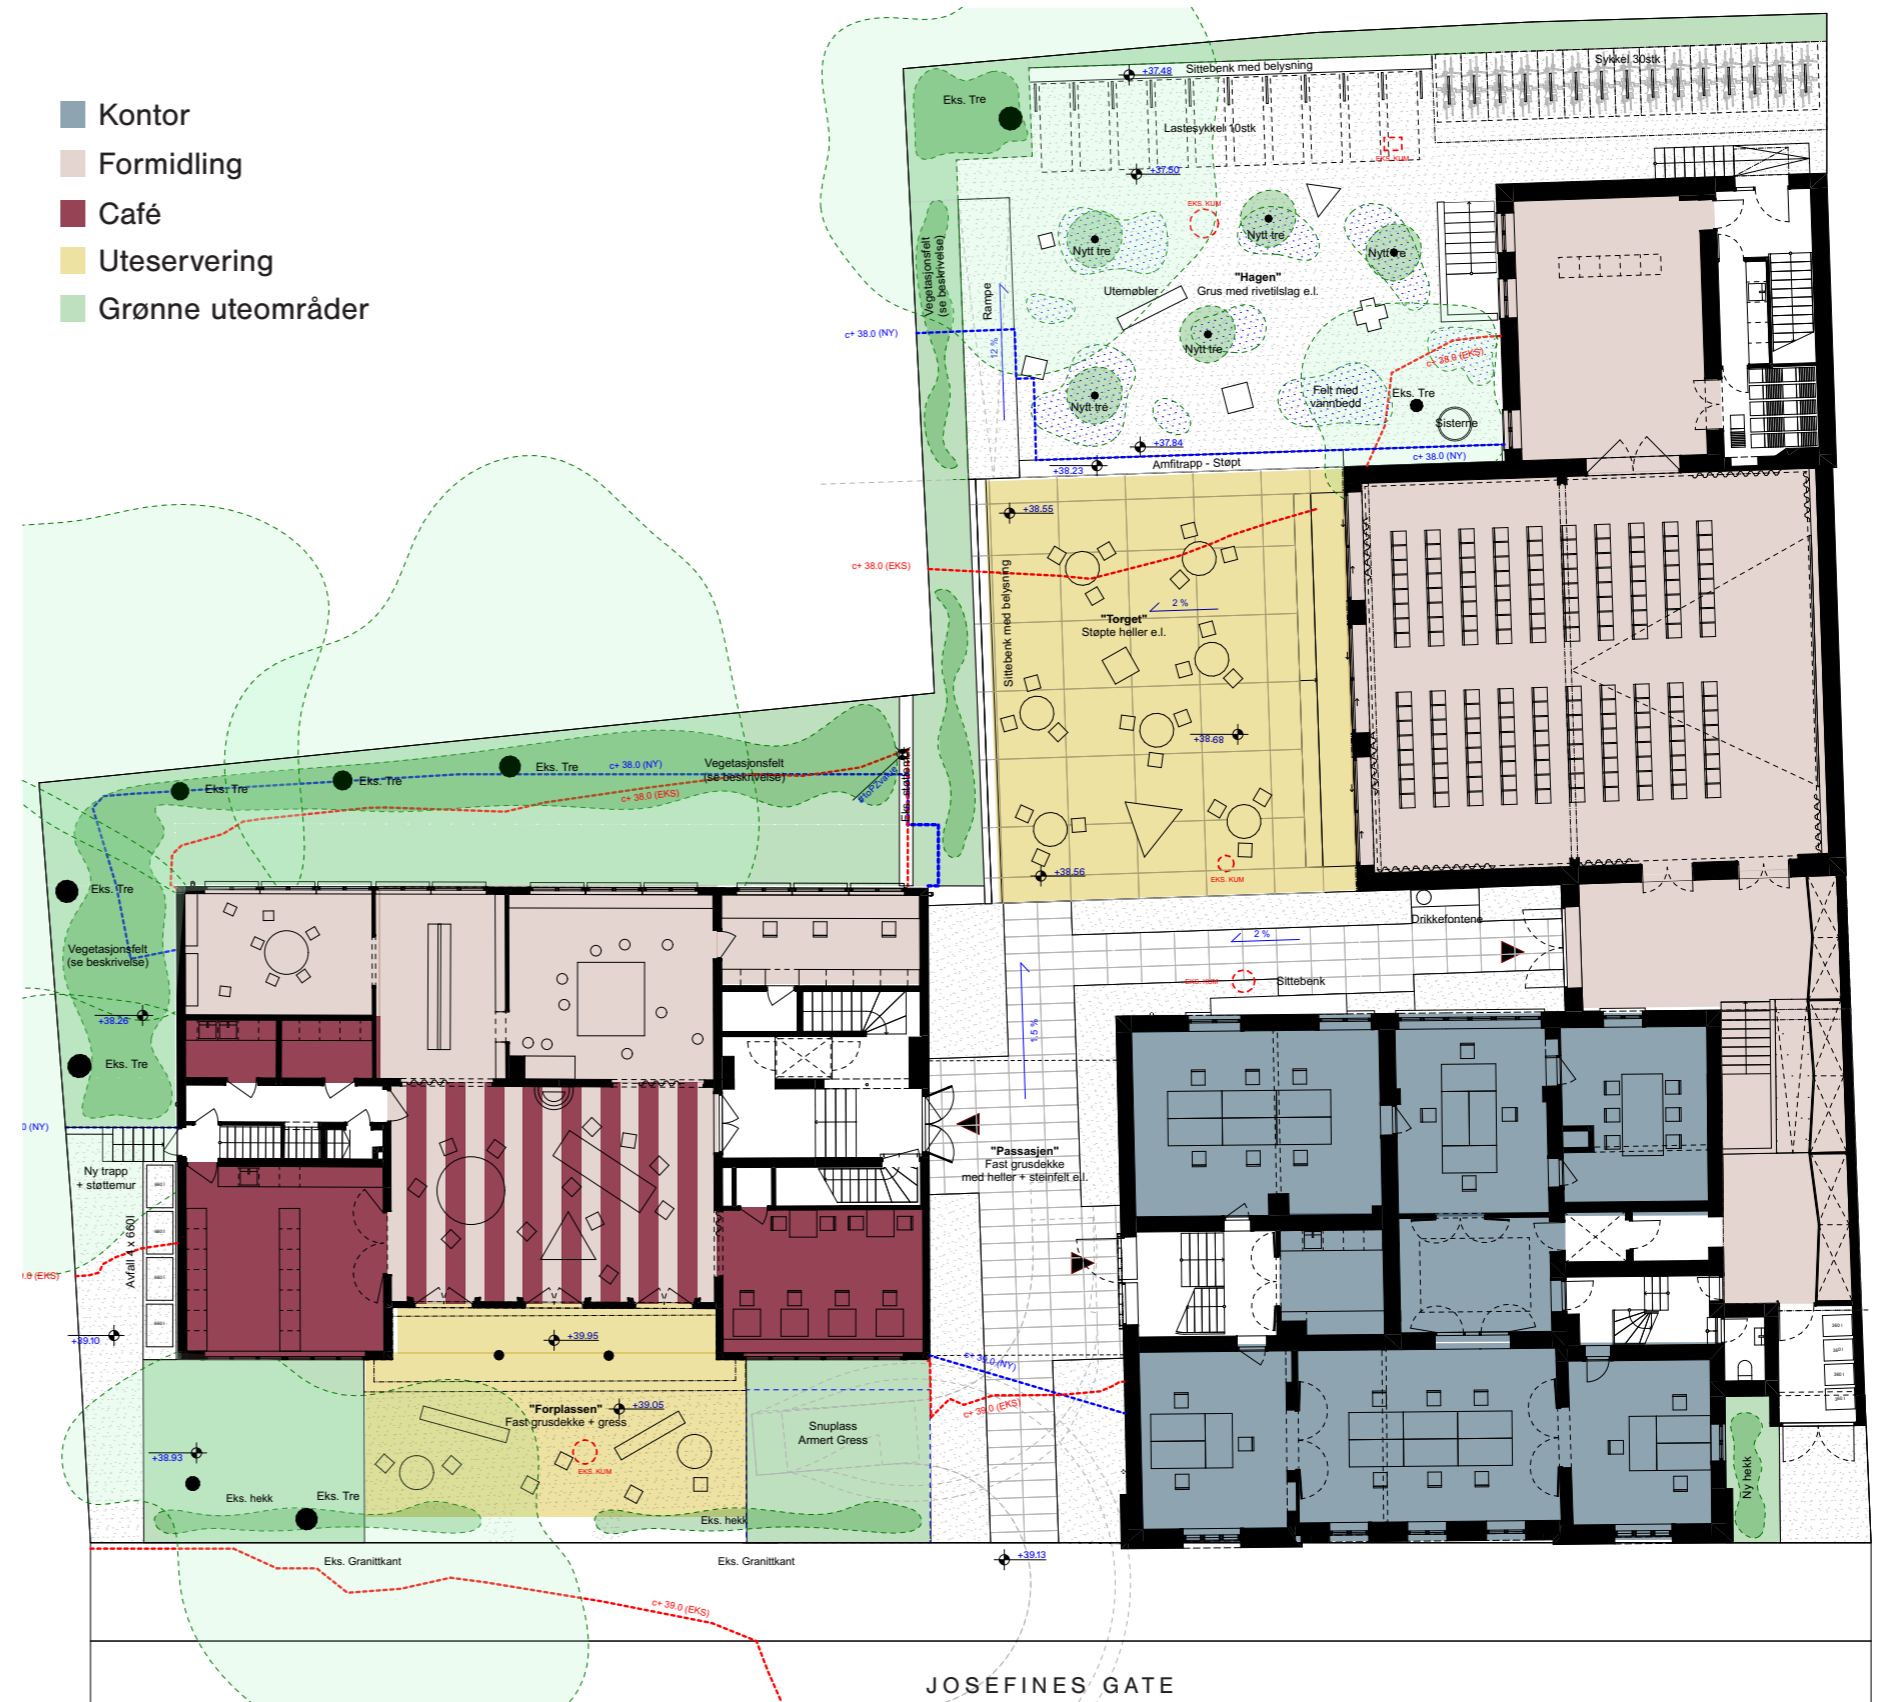 Kontor
Formidling
Café
Uteservering
Grønne uteområder
Eks. Tre
+37.48
Sittebenk med belysning
Sykkel 30stk
Lastesykkel 10stk
EKS. KUM
+37.50
EKS. KUM
Nytt tre
Nytt tre
Nytt tre
Vegetasjonsfelt
(se beskrivelse)
Rampe
12 %
"Hagen"
Grus med rivetilslag e.l.
Utemøbler
c+ 38.0 (NY)
Nytt tre
c+ 38.0 (EKS)
Nytt tre
Felt med
vannbedd
Eks. Tre
Sisterne
+37.84
+38.23
Amfitrapp - Støpt
c+ 38.0 (NY)
+38.55
c+ 38.0 (EKS)
Sittebenk med belysning
2 %
"Torget"
Støpte heller e.l.
+38.68
EKS. KUM
+38.56
Eks. Tre
Eks. Tre
Eks. Tre
c+ 38.0 (NY)
c+ 38.0 (EKS)
Vegetasjonsfelt
(se beskrivelse)
Eks. Tre
Vegetasjonsfelt
(se beskrivelse)
+38.26
Eks. Tre
0 (NY)
Ny trapp
+ støttemur
Avfall 4 x 660l
.0 (EKS)
+39.10
Drikkefontene
2 %
EKS. KUM
Sittebenk
1,5 %
"Passasjen"
Fast grusdekke
med heller + steinfelt e.l.
+39.95
c+ 39.0 (NY)
c+ 39.0 (EKS)
"Forplassen"
Fast grusdekke + gress
+39.05
EKS. KUM
Snuplass
Armert Gress
+38.93
Eks. hekk
Eks. Tre
Eks. hekk
Ny hekk
Eks. Granittkant
Eks. Granittkant
+39.13
c+ 39.0 (EKS)
JOSEFINES GATE